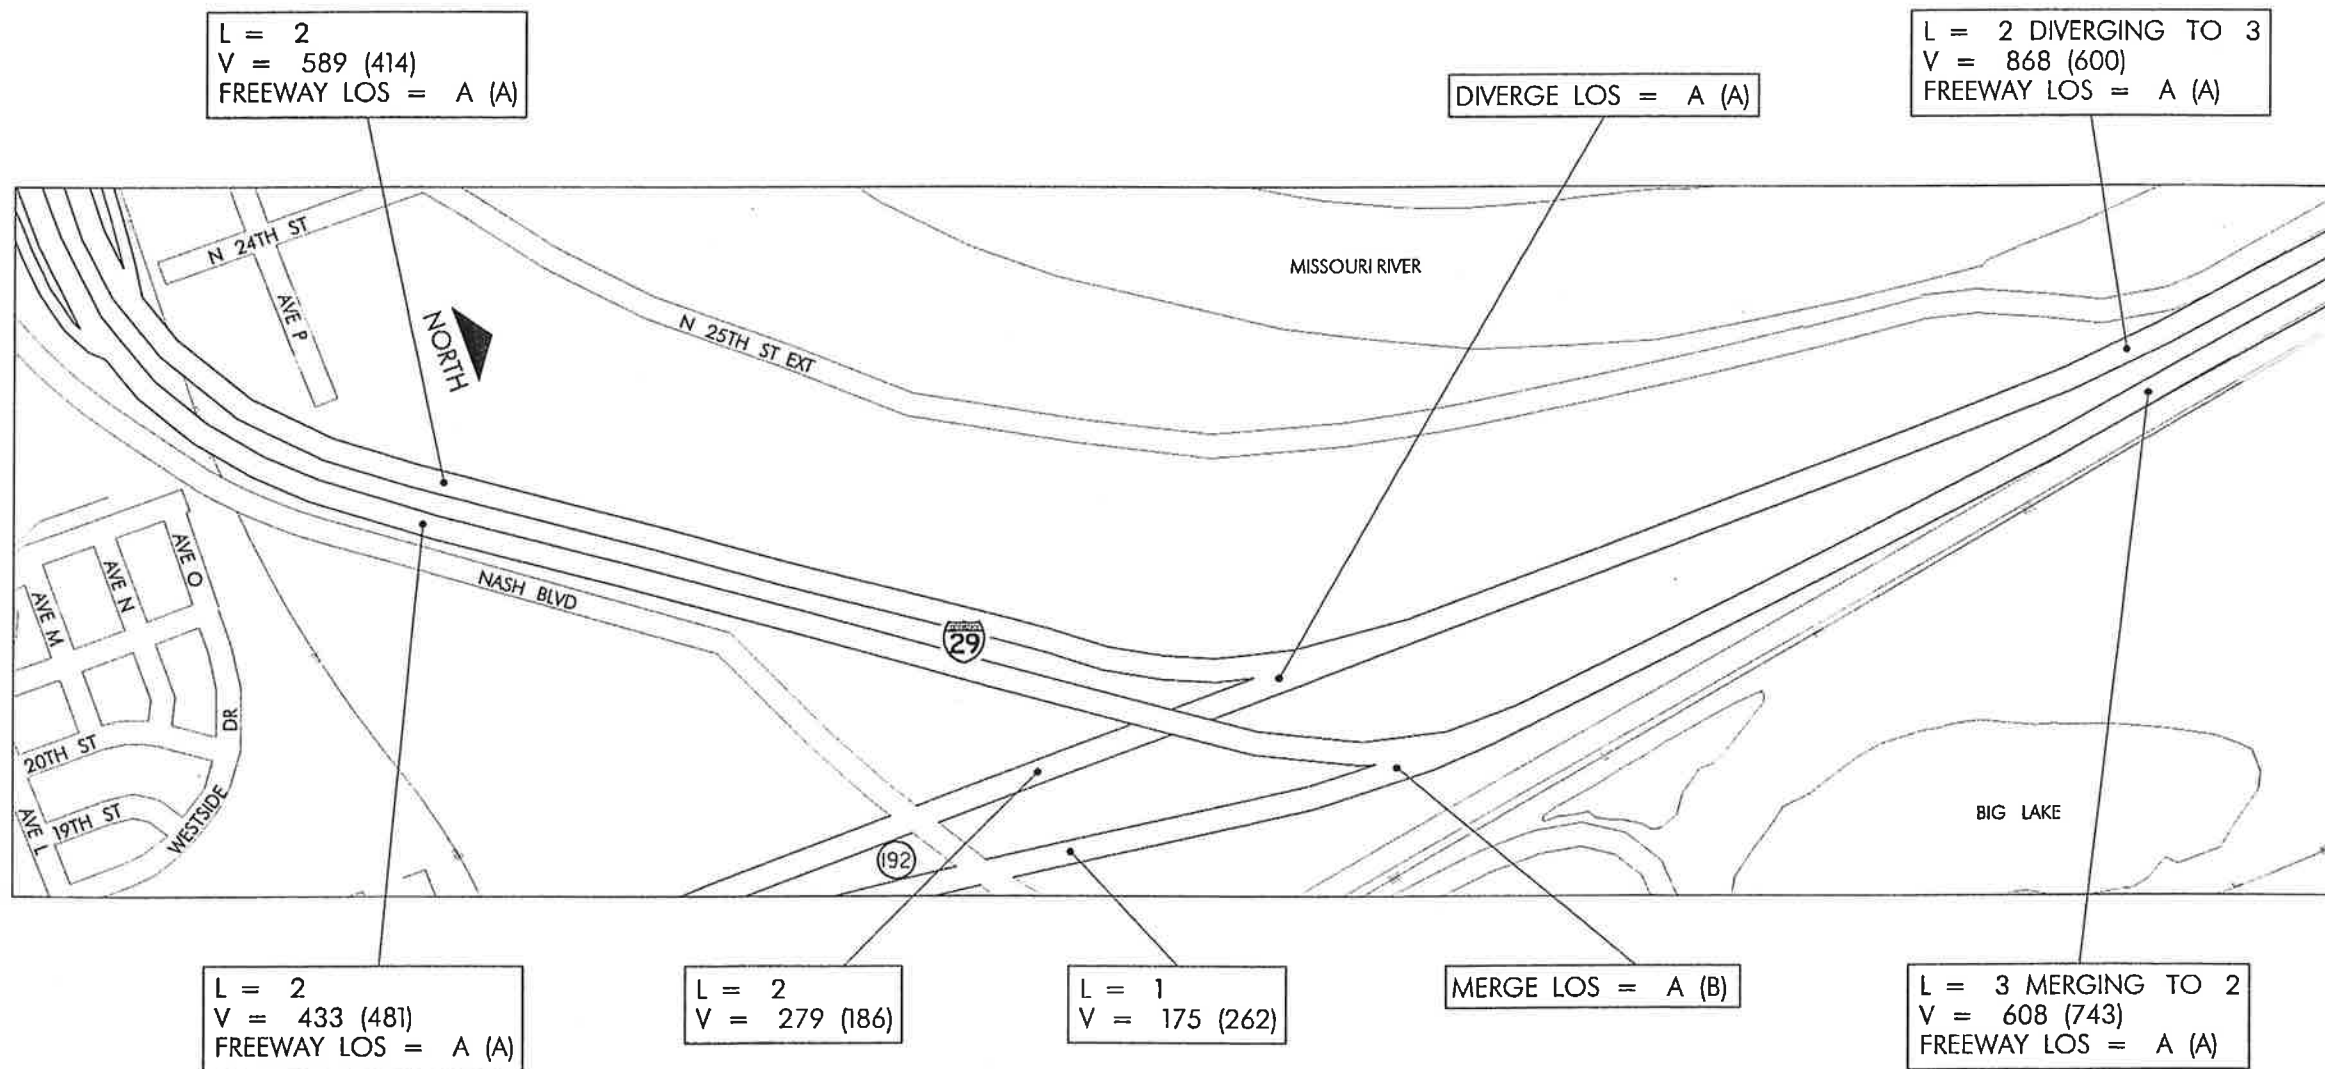 L = 2
V = 589 (414)
FREEWAY LOS = A (A)
DIVERGE LOS = A (A)
L = 2 DIVERGING TO 3
V = 868 (600)
FREEWAY LOS = A (A)
N 24TH ST
AVE P
NORTH
N 25TH ST EXT
MISSOURI RIVER
AVE O
AVE N
AVE M
NASH BLVD
29
20TH ST
DR
WESTSIDE
19TH ST
AVE L
192
BIG LAKE
L = 2
V = 433 (481)
FREEWAY LOS = A (A)
L = 2
V = 279 (186)
L = 1
V = 175 (262)
MERGE LOS = A (B)
L = 3 MERGING TO 2
V = 608 (743)
FREEWAY LOS = A (A)